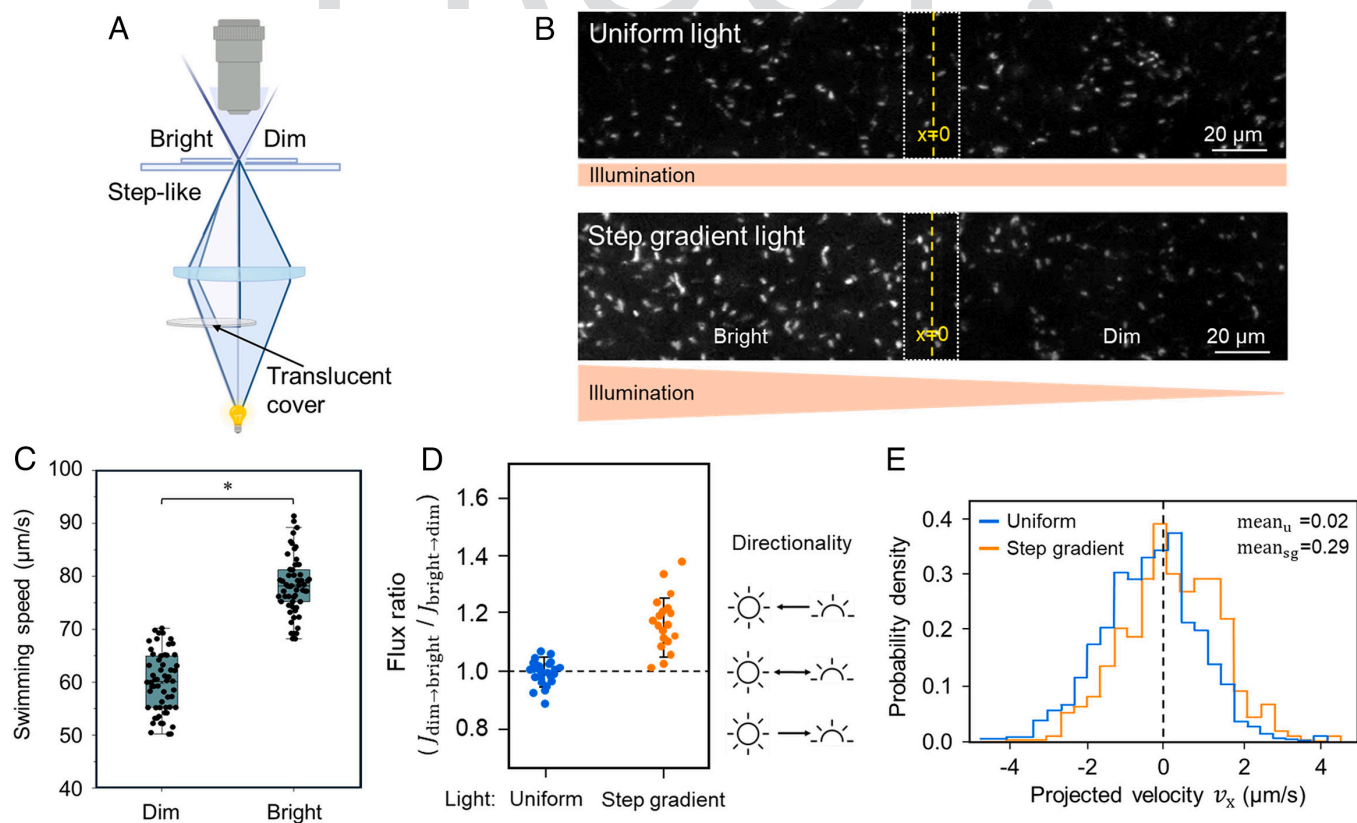 PROOF
A
Bright
Dim
Step-like
Translucent
cover
B
Uniform light
x=0
20 µm
Illumination
Step gradient light
Bright
x=0
Dim
20 µm
Illumination
C
Swimming speed (µm/s)
100
90
80
70
60
50
40
*
Dim
Bright
D
Flux ratio
(J_dim→bright / J_bright→dim)
1.6
1.4
1.2
1.0
0.8
Light: Uniform Step gradient
Directionality
E
Probability density
0.4
0.3
0.2
0.1
0.0
Uniform
Step gradient
mean_u =0.02
mean_sg =0.29
-4 -2 0 2 4
Projected velocity v_x (µm/s)